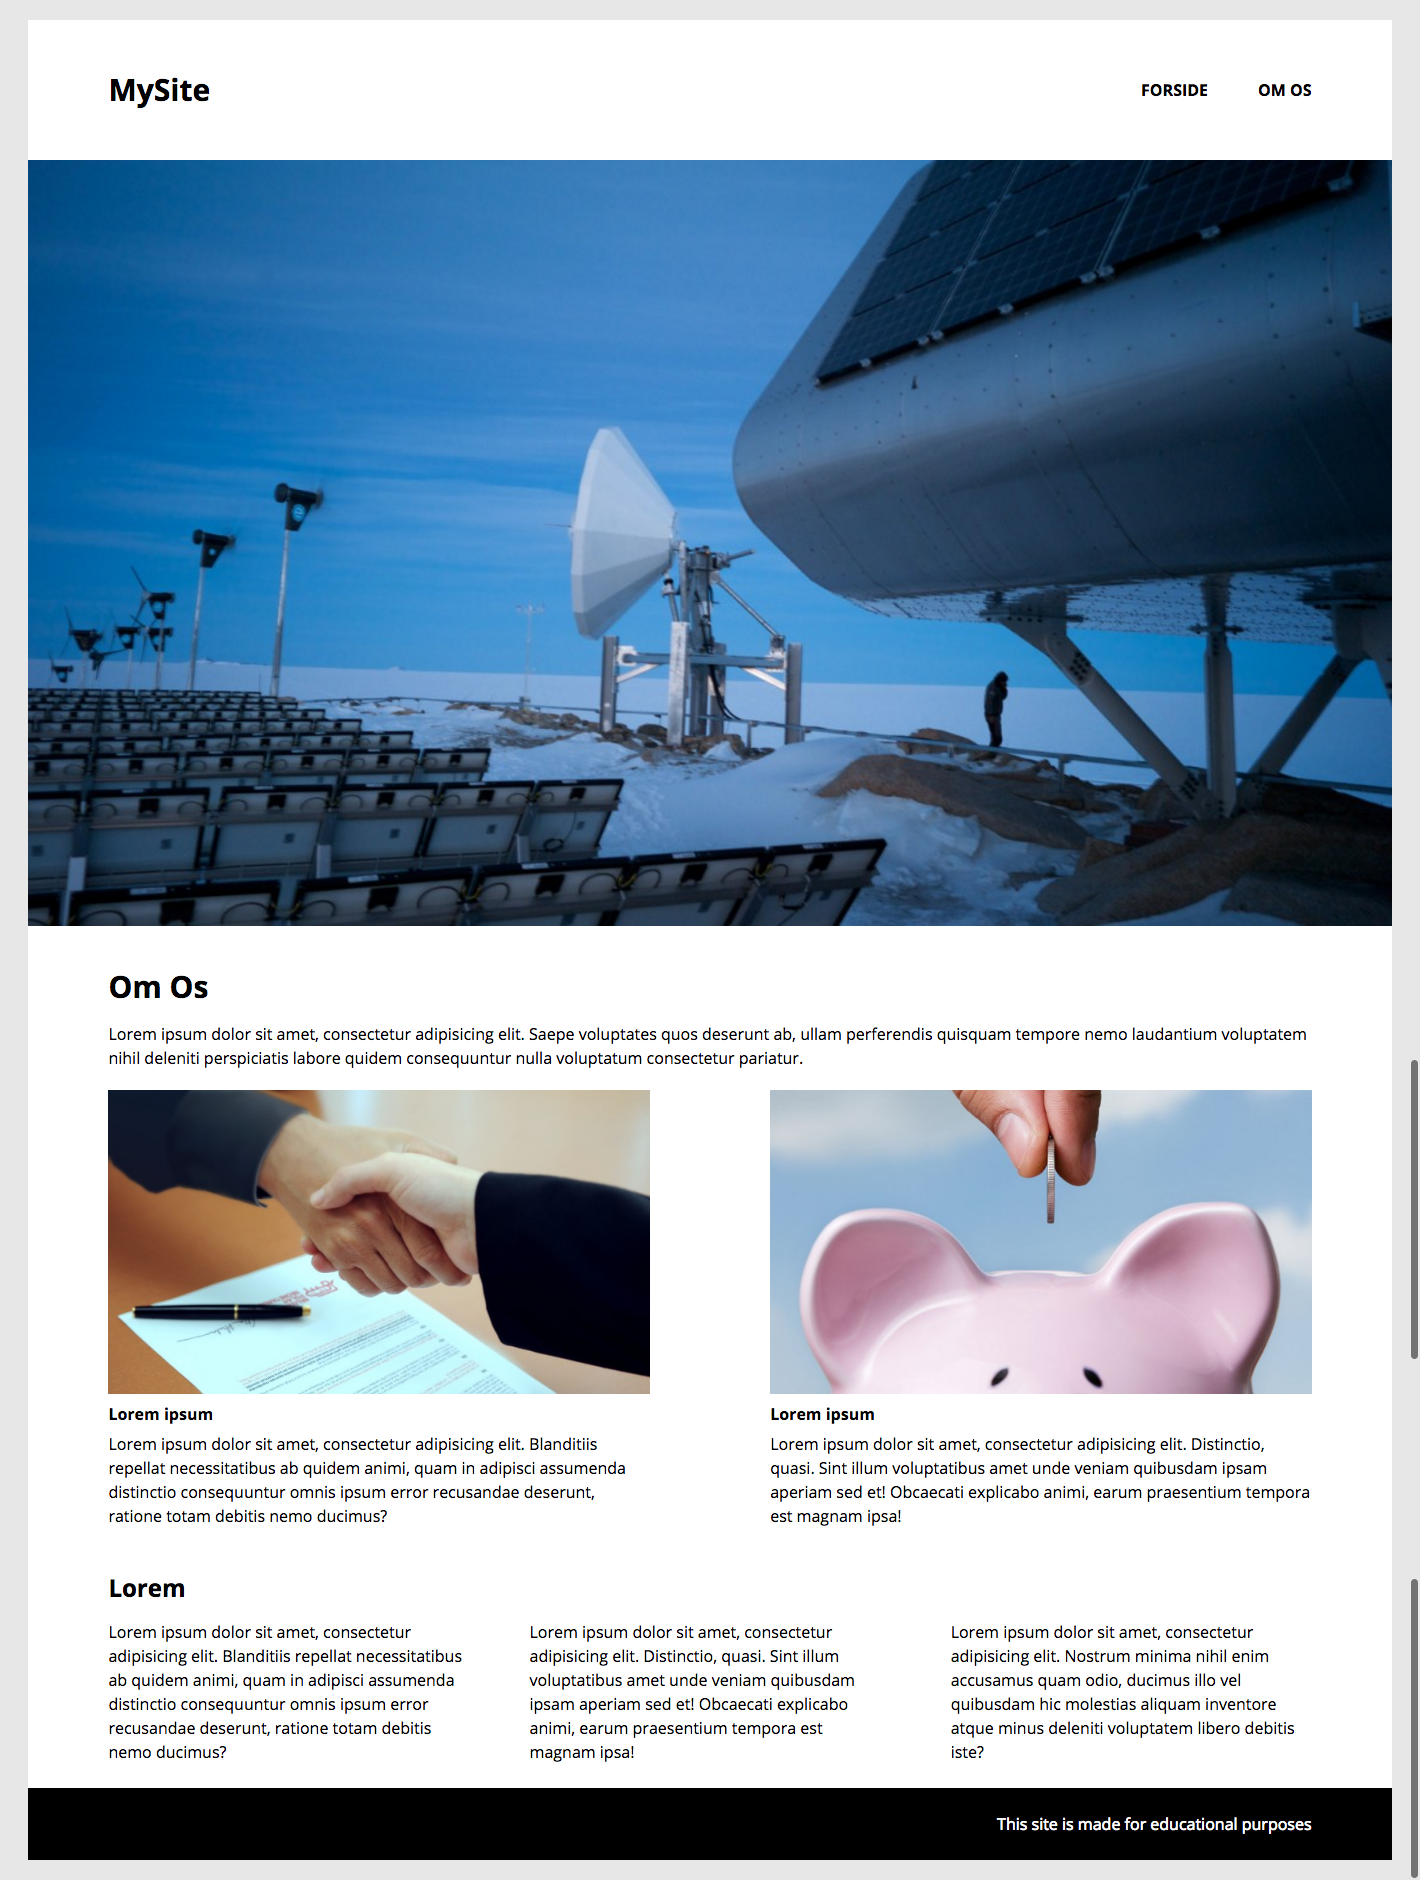 MySite
FORSIDE OM OS
Om Os
Lorem ipsum dolor sit amet, consectetur adipisicing elit. Saepe voluptates quos deserunt ab, ullam perferendis quisquam tempore nemo laudantium voluptatem
nihil deleniti perspiciatis labore quidem consequuntur nulla voluptatum consectetur pariatur.
Lorem ipsum
Lorem ipsum dolor sit amet, consectetur adipisicing elit. Blanditiis
repellat necessitatibus ab quidem animi, quam in adipisci assumenda
distinctio consequuntur omnis ipsum error recusandae deserunt,
ratione totam debitis nemo ducimus?
Lorem ipsum
Lorem ipsum dolor sit amet, consectetur adipisicing elit. Distinctio,
quasi. Sint illum voluptatibus amet unde veniam quibusdam ipsam
aperiam sed et! Obcaecati explicabo animi, earum praesentium tempora
est magnam ipsa!
Lorem
Lorem ipsum dolor sit amet, consectetur
adipisicing elit. Blanditiis repellat necessitatibus
ab quidem animi, quam in adipisci assumenda
distinctio consequuntur omnis ipsum error
recusandae deserunt, ratione totam debitis
nemo ducimus?
Lorem ipsum dolor sit amet, consectetur
adipisicing elit. Distinctio, quasi. Sint illum
voluptatibus amet unde veniam quibusdam
ipsam aperiam sed et! Obcaecati explicabo
animi, earum praesentium tempora est
magnam ipsa!
Lorem ipsum dolor sit amet, consectetur
adipisicing elit. Nostrum minima nihil enim
accusamus quam odio, ducimus illo vel
quibusdam hic molestias aliquam inventore
atque minus deleniti voluptatem libero debitis
iste?
This site is made for educational purposes